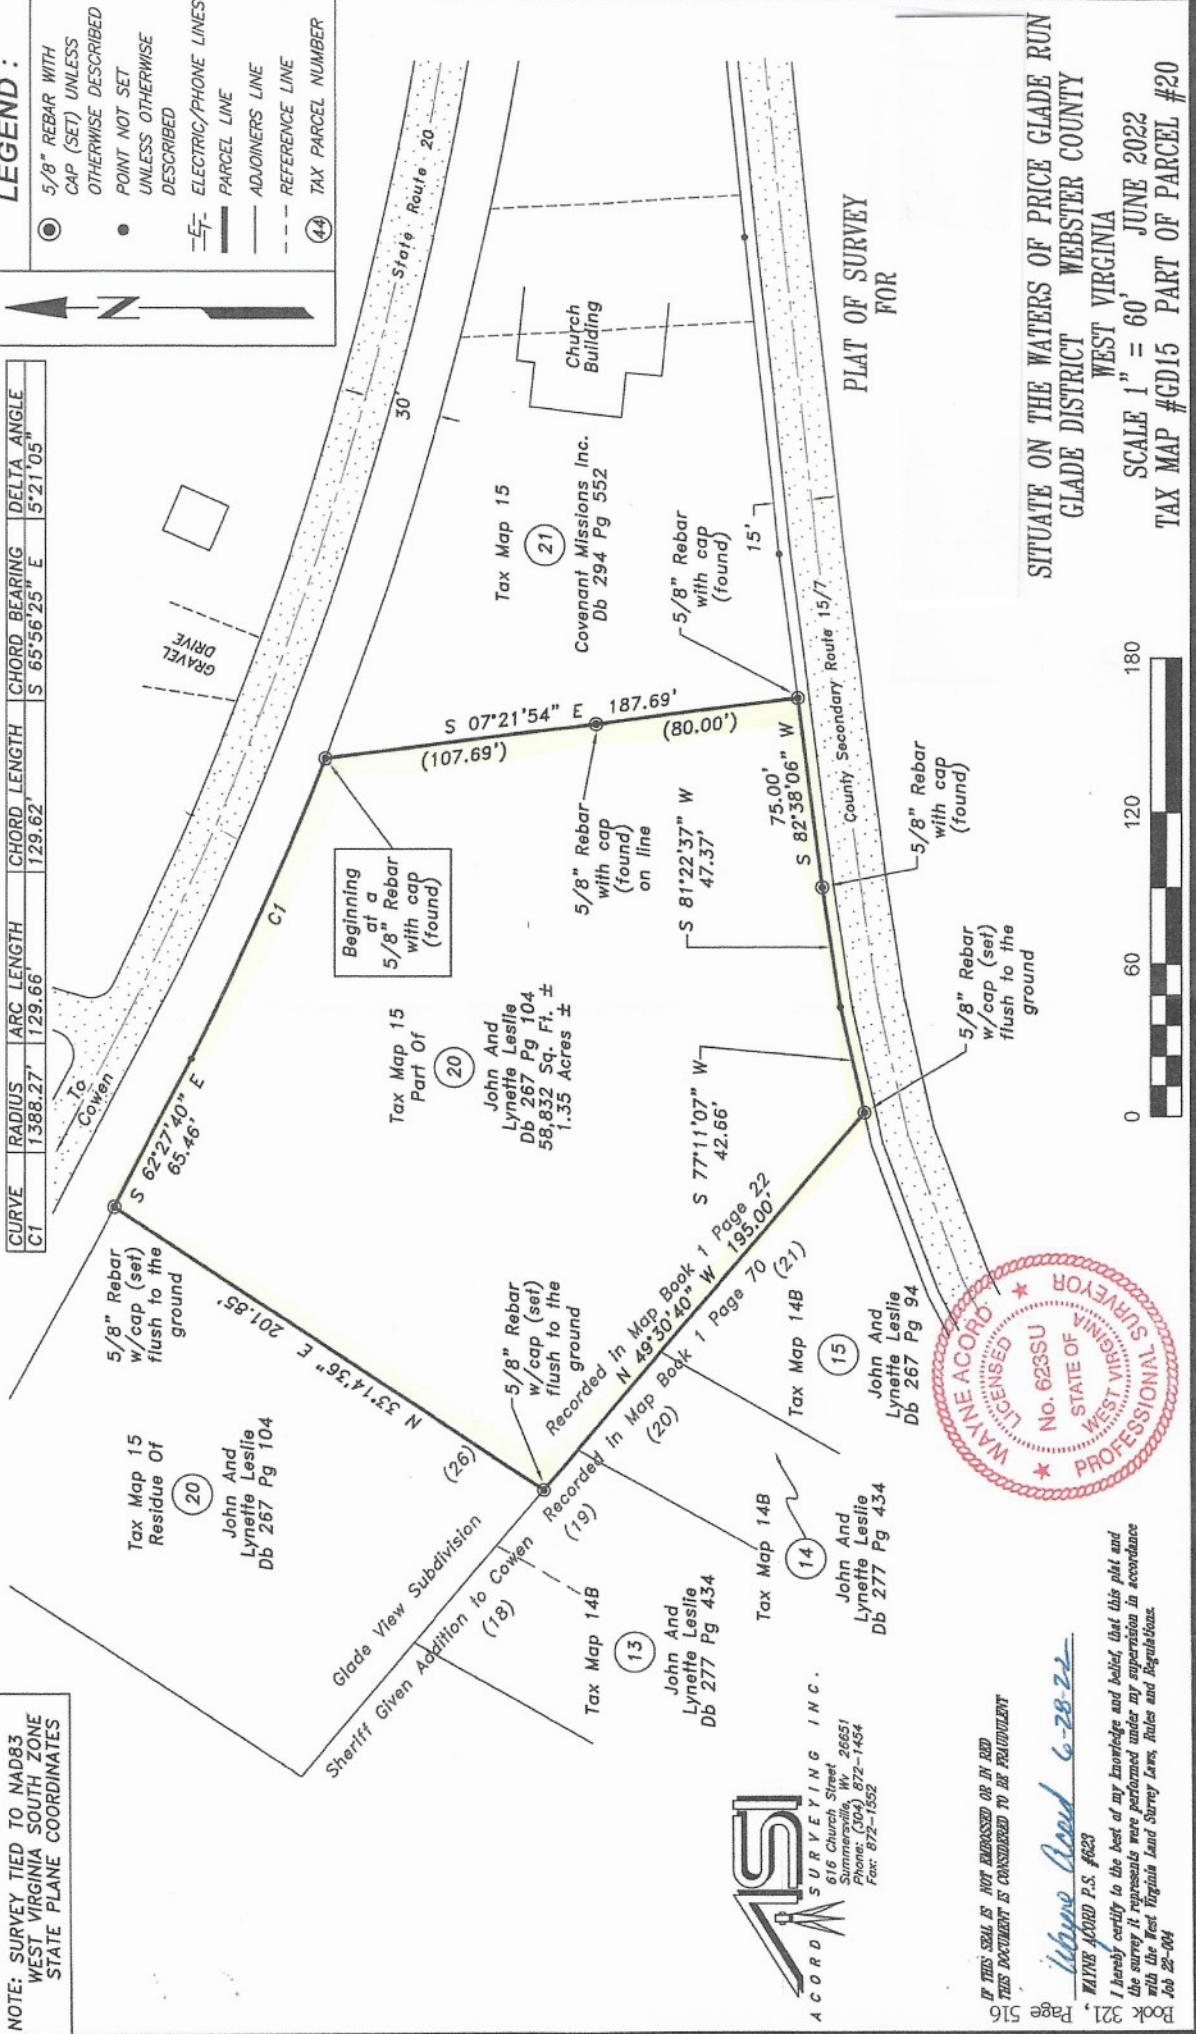 NOTE: SURVEY TIED TO NAD83
WEST VIRGINIA SOUTH ZONE
STATE PLANE COORDINATES
CURVE RADIUS ARC LENGTH CHORD LENGTH CHORD BEARING DELTA ANGLE
C1 1388.27' 129.66' 129.62' S 65°56'25" E 5°21'05"
N
LEGEND :
5/8" REBAR WITH
CAP (SET) UNLESS
OTHERWISE DESCRIBED
POINT NOT SET
UNLESS OTHERWISE
DESCRIBED
ELECTRIC/PHONE LINES
PARCEL LINE
ADJOINERS LINE
REFERENCE LINE
44 TAX PARCEL NUMBER
To
Cowen
GRAVEL
DRIVE
State Route 20
30'
5/8" Rebar
w/cap (set)
flush to the
ground
S 62°27'40" E
65.46'
C1
Beginning
at a
5/8" Rebar
with cap
(found)
Tax Map 15
Residue Of
20
John And
Lynette Leslie
Db 267 Pg 104
N 33°14'36" E
201.85'
(26)
Tax Map 15
Part Of
20
John And
Lynette Leslie
Db 267 Pg 104
58,832 Sq. Ft. ±
1.35 Acres ±
S 07°21'54" E 187.69'
(107.69')
(80.00')
5/8" Rebar
with cap
(found)
on line
Tax Map 15
21
Covenant Missions Inc.
Db 294 Pg 552
Church
Building
5/8" Rebar
with cap
(found)
15'
75.00'
S 82°38'06" W
S 81°22'37" W
47.37'
S 77°11'07" W
42.66'
County Secondary Route 15/7
5/8" Rebar
with cap
(found)
5/8" Rebar
w/cap (set)
flush to the
ground
5/8" Rebar
w/cap (set)
flush to the
ground
Glade View Subdivision
Recorded in Map Book 1 Page 22
N 49°30'40" W 195.00'
Sheriff Given Addition to Cowen
Recorded in Map Book 1 Page 70
(18)
(19)
(20)
(21)
Tax Map 14B
13
John And
Lynette Leslie
Db 277 Pg 434
Tax Map 14B
14
John And
Lynette Leslie
Db 277 Pg 434
Tax Map 14B
15
John And
Lynette Leslie
Db 267 Pg 94
ASI
ACORD SURVEYING INC.
616 Church Street
Summersville, Wv 26651
Phone: (304) 872-1454
Fax: 872-1552
WAYNE ACORD
LICENSED
No. 623SU
STATE OF
WEST VIRGINIA
PROFESSIONAL SURVEYOR
IF THIS SEAL IS NOT EMBOSSED OR IN RED
THIS DOCUMENT IS CONSIDERED TO BE FRAUDULENT
Wayne Acord 6-28-22
WAYNE ACORD P.S. #623
I hereby certify to the best of my knowledge and belief, that this plat and
the survey it represents were performed under my supervision in accordance
with the West Virginia Land Survey Laws, Rules and Regulations.
Job 22-004
Book 321, Page 516
0 60 120 180
PLAT OF SURVEY
FOR
SITUATE ON THE WATERS OF PRICE GLADE RUN
GLADE DISTRICT WEBSTER COUNTY
WEST VIRGINIA
SCALE 1" = 60' JUNE 2022
TAX MAP #GD15 PART OF PARCEL #20